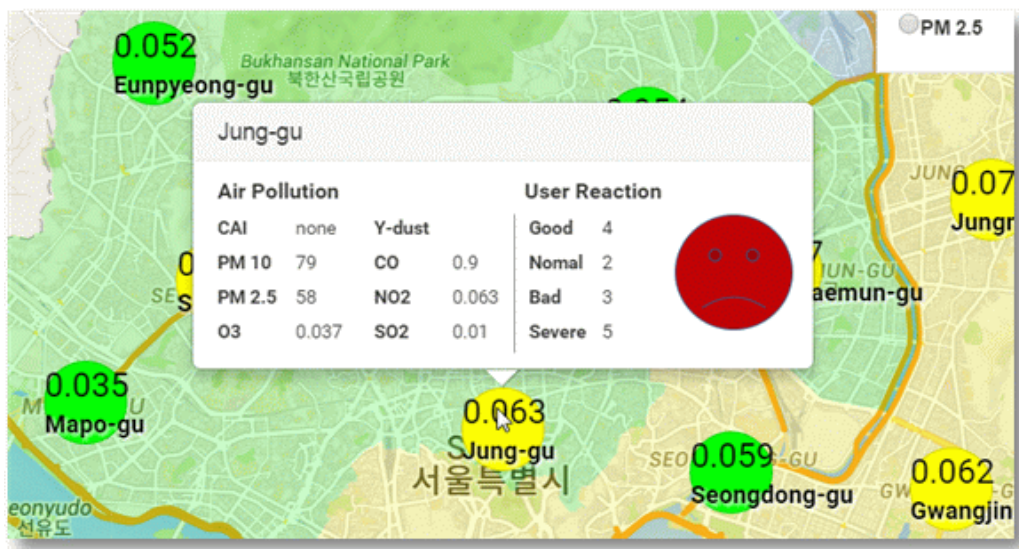 PM 2.5
0.052
Eunpyeong-gu
Bukhansan National Park
북한산국립공원
Jung-gu
Air Pollution
CAI none Y-dust
PM 10 79 CO 0.9
PM 2.5 58 NO2 0.063
O3 0.037 SO2 0.01
User Reaction
Good 4
Nomal 2
Bad 3
Severe 5
0.07
Jungr
JUN-GU
aemun-gu
0.035
Mapo-gu
0.063
Jung-gu
서울특별시
0.059
Seongdong-gu
0.062
Gwangjin
eonyudo
선유도